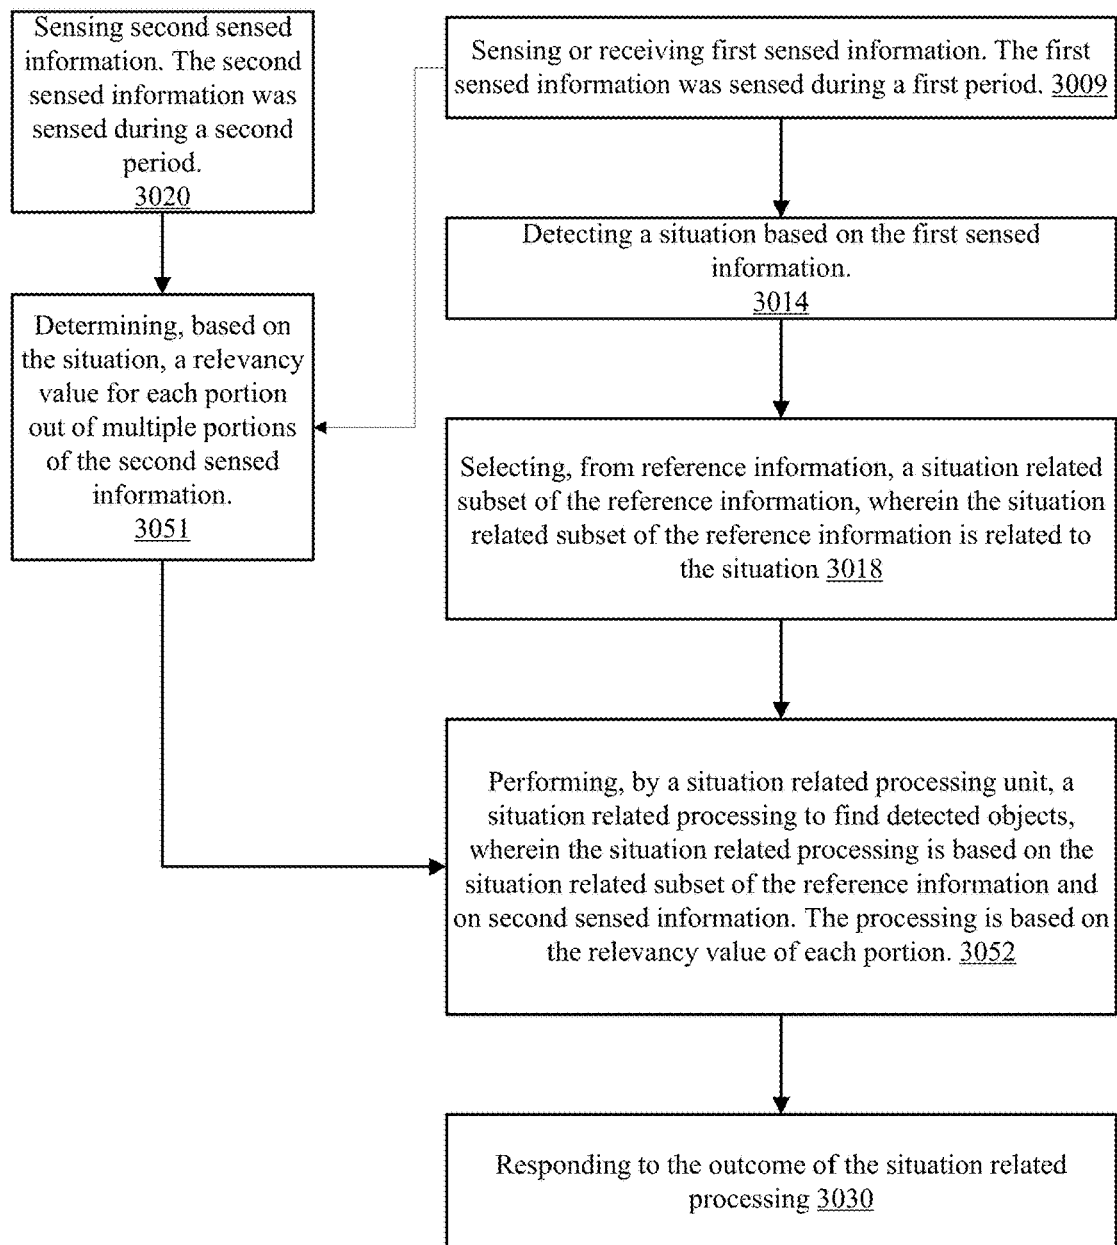 Sensing second sensed
information. The second
sensed information was
sensed during a second
period.
3020
Sensing or receiving first sensed information. The first
sensed information was sensed during a first period. 3009
Detecting a situation based on the first sensed
information.
3014
Determining, based on
the situation, a relevancy
value for each portion
out of multiple portions
of the second sensed
information.
3051
Selecting, from reference information, a situation related
subset of the reference information, wherein the situation
related subset of the reference information is related to
the situation 3018
Performing, by a situation related processing unit, a
situation related processing to find detected objects,
wherein the situation related processing is based on the
situation related subset of the reference information and
on second sensed information. The processing is based on
the relevancy value of each portion. 3052
Responding to the outcome of the situation related
processing 3030